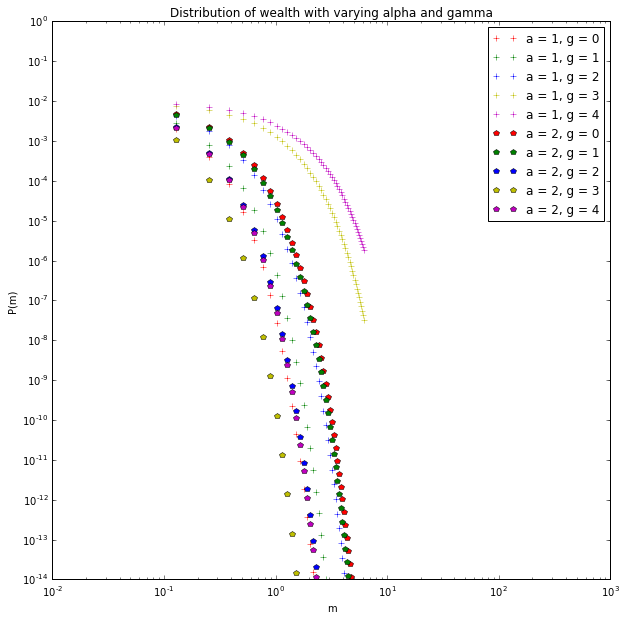 Distribution of wealth with varying alpha and gamma
10^0
10^-1
10^-2
10^-3
10^-4
10^-5
10^-6
10^-7
10^-8
10^-9
10^-10
10^-11
10^-12
10^-13
10^-14
P(m)
a = 1, g = 0
a = 1, g = 1
a = 1, g = 2
a = 1, g = 3
a = 1, g = 4
a = 2, g = 0
a = 2, g = 1
a = 2, g = 2
a = 2, g = 3
a = 2, g = 4
10^-2 10^-1 10^0 10^1 10^2 10^3
m